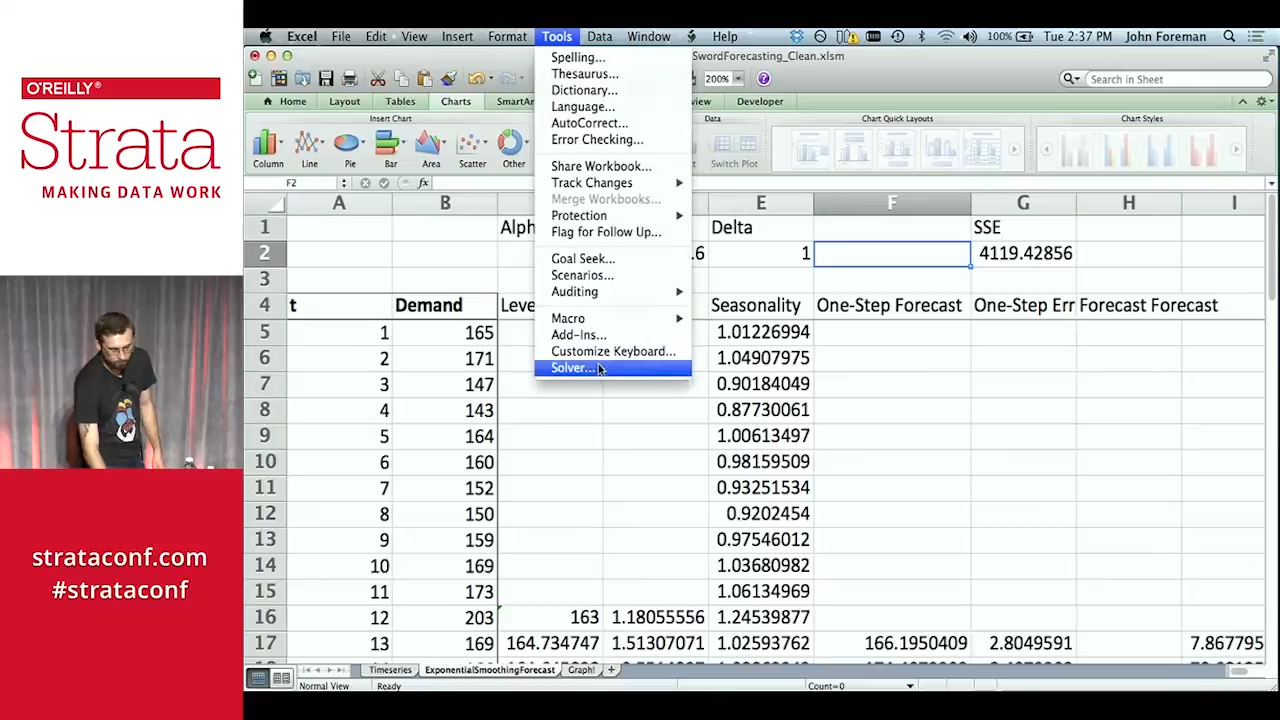 O'REILLY®
Strata
MAKING DATA WORK
strataconf.com
#strataconf
Excel File Edit View Insert Format Tools Data Window Help 100% Tue 2:37 PM John Foreman
SwordForecasting_Clean.xlsm
200% Search in Sheet
Home Layout Tables Charts SmartAr view Developer
Insert Chart Data Chart Quick Layouts Chart Styles
Column Line Pie Bar Area Scatter Other Switch Plot
Spelling...
Thesaurus...
Dictionary...
Language...
AutoCorrect...
Error Checking...
Share Workbook...
Track Changes
Merge Workbooks...
Protection
Flag for Follow Up...
Goal Seek...
Scenarios...
Auditing
Macro
Add-Ins...
Customize Keyboard...
Solver...
F2 fx
A B E F G H I
1 Alph Delta SSE
2 .6 1 4119.42856
3
4 t Demand Leve Seasonality One-Step Forecast One-Step Err Forecast Forecast
5 1 165 1.01226994
6 2 171 1.04907975
7 3 147 0.90184049
8 4 143 0.87730061
9 5 164 1.00613497
10 6 160 0.98159509
11 7 152 0.93251534
12 8 150 0.9202454
13 9 159 0.97546012
14 10 169 1.03680982
15 11 173 1.06134969
16 12 203 163 1.18055556 1.24539877
17 13 169 164.734747 1.51307071 1.02593762 166.1950409 2.8049591 7.867795
Timeseries ExponentialSmoothingForecast Graph! +
Normal View Ready Count=0